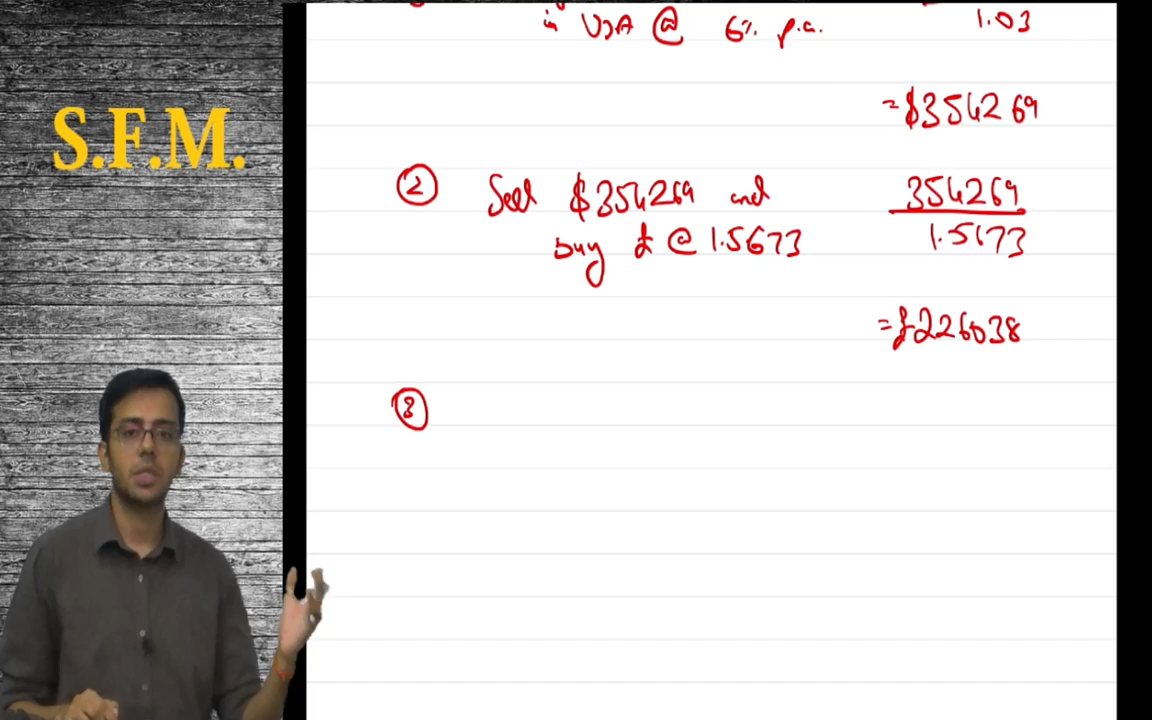 S.F.M.
in USA @ 6% p.a.
1.03
= $354269
② Sell $354269 and
buy £ @ 1.5673
354269
1.5673
= £226038
③